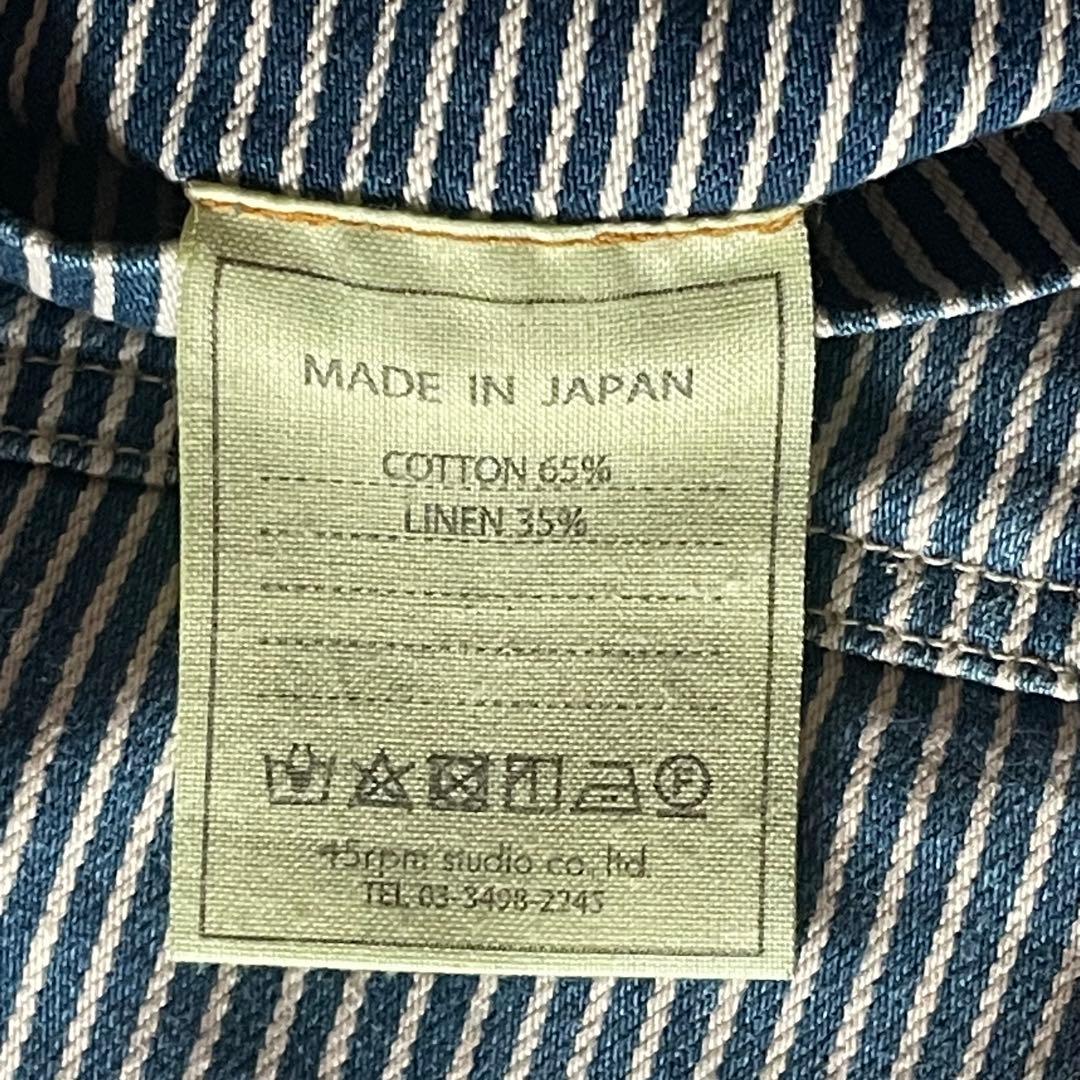 MADE IN JAPAN
COTTON 65%
LINEN 35%
F
45rpm studio co., ltd.
TEL 03-3498-2245